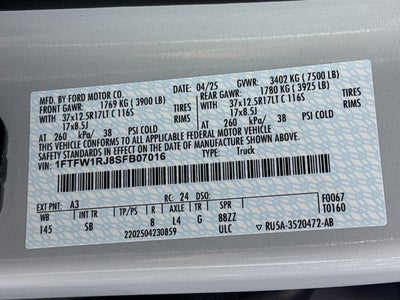 MFD. BY FORD MOTOR CO.
04/25 GVWR: 3402 KG ( 7500 LB)
FRONT GAWR: 1769 KG ( 3900 LB)
REAR GAWR: 1780 KG ( 3925 LB)
37x12.5R17LT C 116S TIRES
37x12.5R17LT C 116S TIRES
17x8.5J RIMS
17x8.5J RIMS
AT 260 kPa/ 38 PSI COLD
AT 260 kPa/ 38 PSI COLD
THIS VEHICLE CONFORMS TO ALL APPLICABLE FEDERAL MOTOR VEHICLE
SAFETY STANDARDS IN EFFECT ON THE DATE OF MANUFACTURE SHOWN ABOVE.
VIN: 1FTFW1RJ8SFB07016
TYPE: Truck
EXT PNT: A3 RC: 24 DSO: F0067
WB INT TR TP/PS R AXLE TR SPR T0160
145 SB 8 L4 G BBZZ
2202504230859 ULC RU5A-3520472-AB